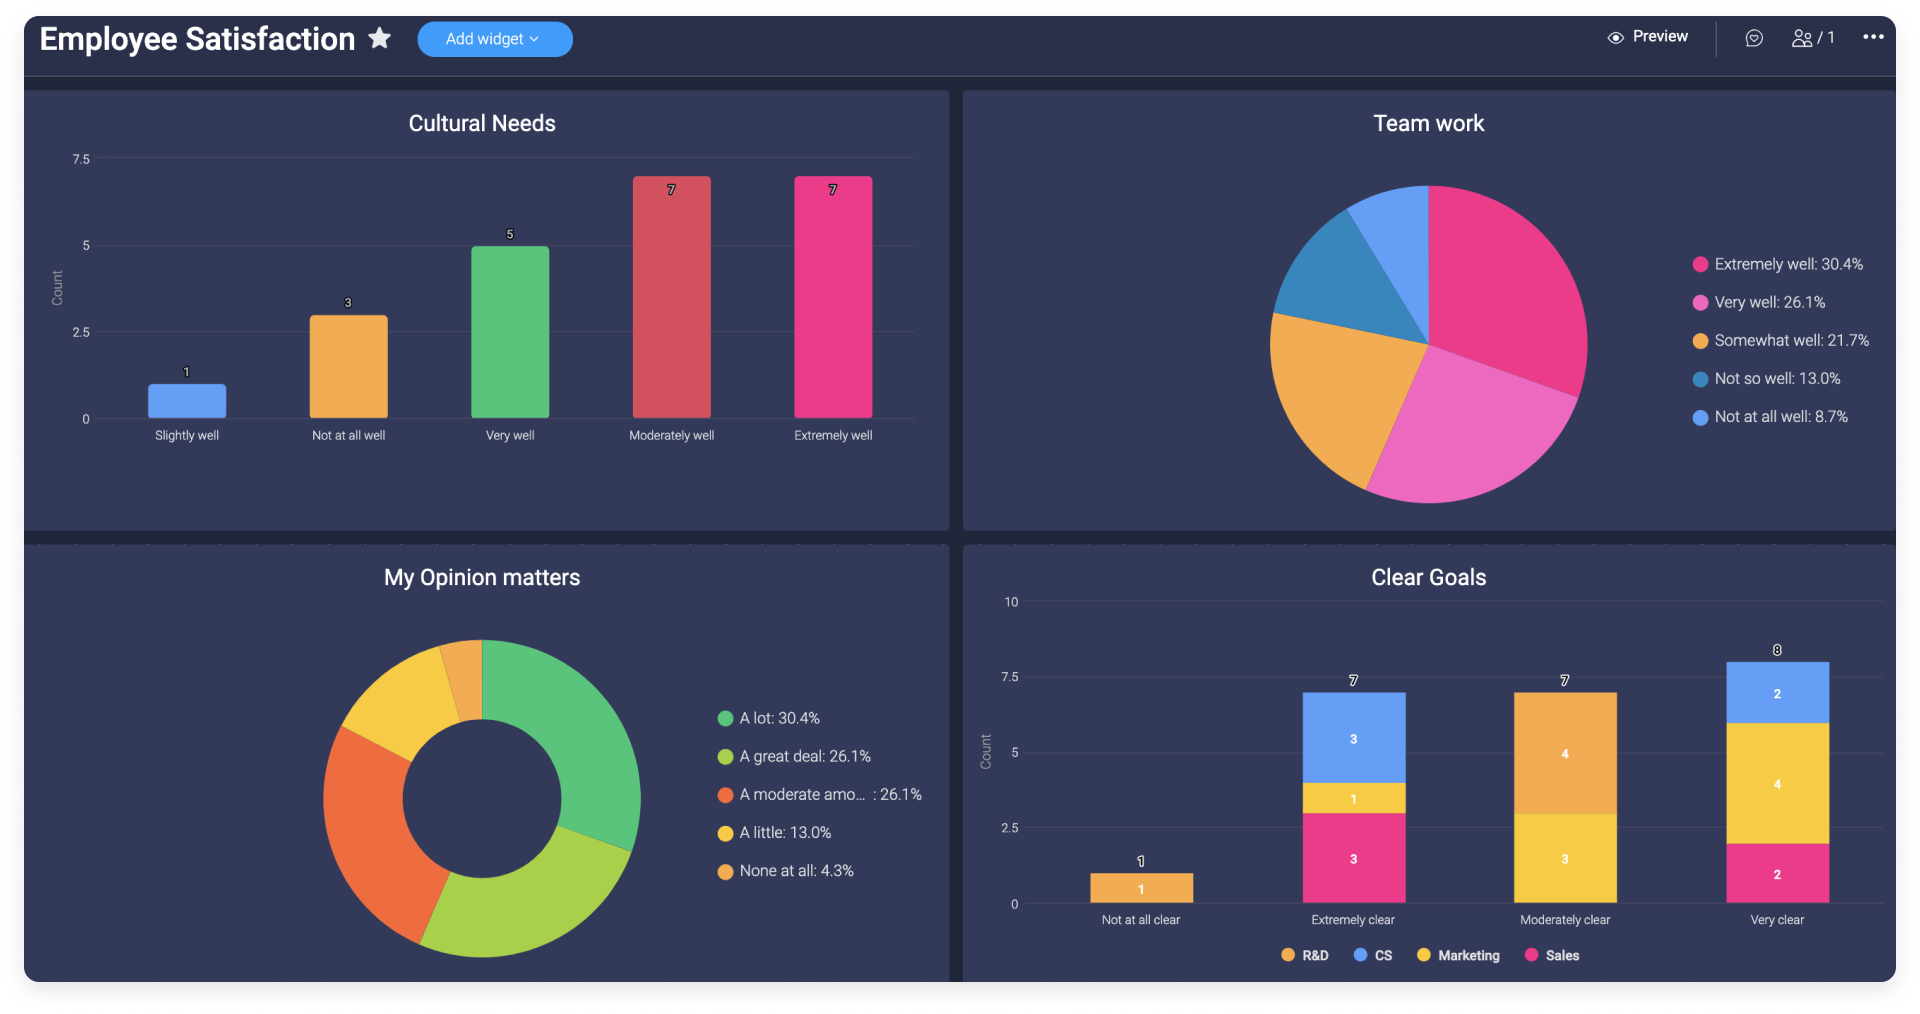 Employee Satisfaction
Add widget
Preview
/ 1
Cultural Needs
7.5
5
2.5
0
Count
1
3
5
7
7
Slightly well
Not at all well
Very well
Moderately well
Extremely well
Team work
Extremely well: 30.4%
Very well: 26.1%
Somewhat well: 21.7%
Not so well: 13.0%
Not at all well: 8.7%
My Opinion matters
A lot: 30.4%
A great deal: 26.1%
A moderate amo... : 26.1%
A little: 13.0%
None at all: 4.3%
Clear Goals
10
7.5
5
2.5
0
Count
1
1
7
3
1
3
7
4
3
8
2
4
2
Not at all clear
Extremely clear
Moderately clear
Very clear
R&D
CS
Marketing
Sales